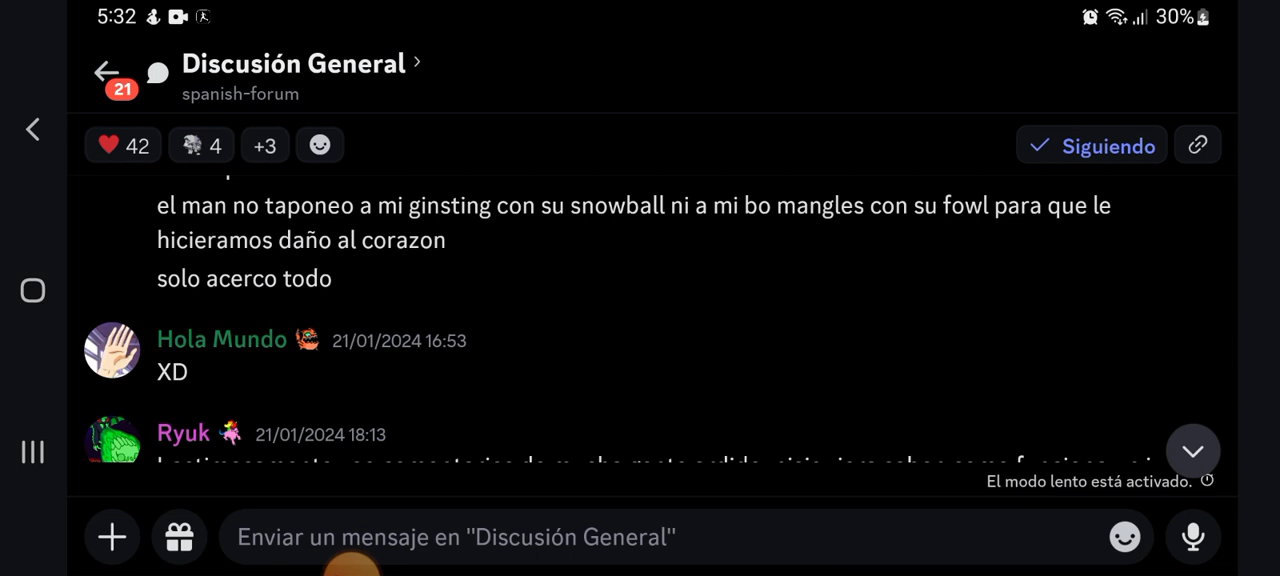 5:32
30%
Discusión General
21
spanish-forum
42
4
+3
Siguiendo
el man no taponeo a mi ginsting con su snowball ni a mi bo mangles con su fowl para que le
hicieramos daño al corazon
solo acerco todo
Hola Mundo 21/01/2024 16:53
XD
Ryuk 21/01/2024 18:13
El modo lento está activado.
Enviar un mensaje en "Discusión General"